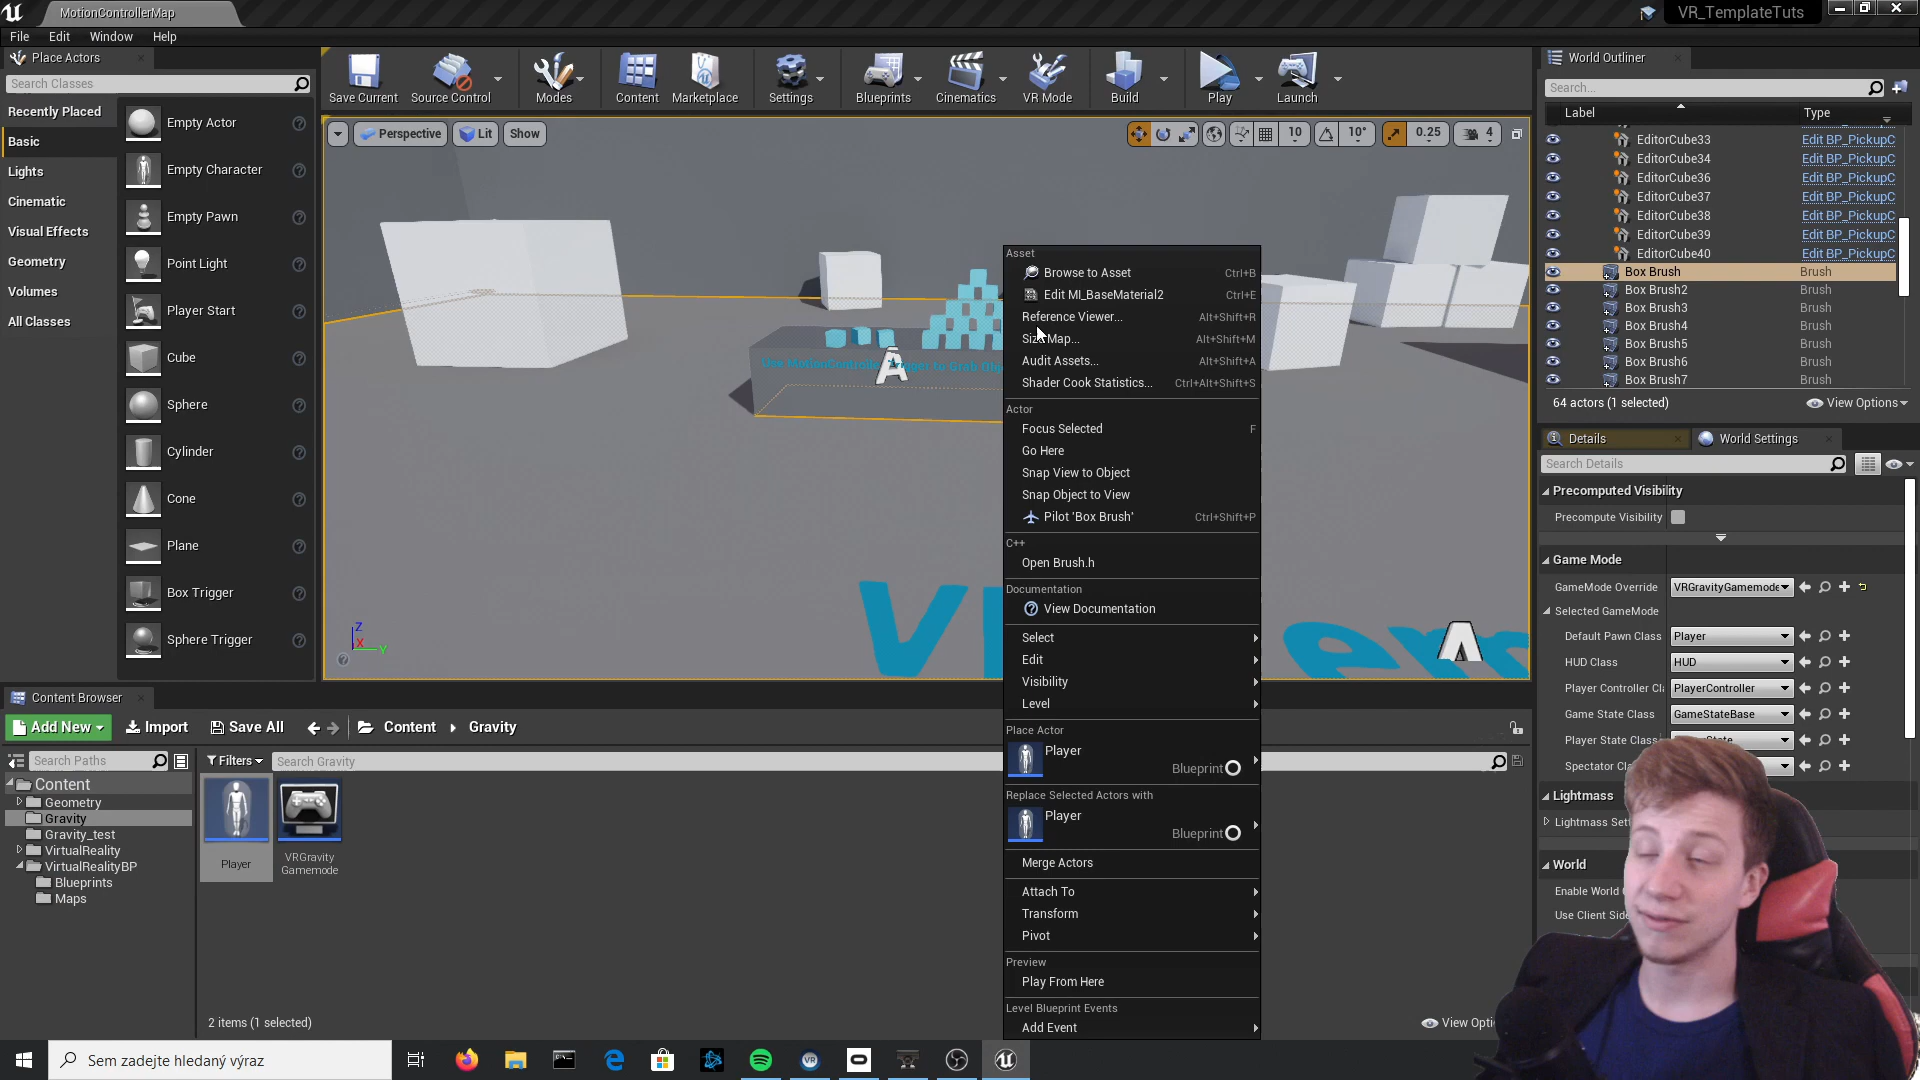 MotionControllerMap
VR_TemplateTuts
File Edit Window Help
Place Actors
Search Classes
Recently Placed
Basic
Lights
Cinematic
Visual Effects
Geometry
Volumes
All Classes
Empty Actor
Empty Character
Empty Pawn
Point Light
Player Start
Cube
Sphere
Cylinder
Cone
Plane
Box Trigger
Sphere Trigger
Save Current
Source Control
Modes
Content
Marketplace
Settings
Blueprints
Cinematics
VR Mode
Build
Play
Launch
Perspective
Lit
Show
10
10°
0.25
4
Use MotionController Trigger to Grab
Z
X
Y
Asset
Browse to Asset Ctrl+B
Edit MI_BaseMaterial2 Ctrl+E
Reference Viewer... Alt+Shift+R
Size Map... Alt+Shift+M
Audit Assets... Alt+Shift+A
Shader Cook Statistics... Ctrl+Alt+Shift+S
Actor
Focus Selected F
Go Here
Snap View to Object
Snap Object to View
Pilot 'Box Brush' Ctrl+Shift+P
C++
Open Brush.h
Documentation
View Documentation
Select
Edit
Visibility
Level
Place Actor
Player
Blueprint
Replace Selected Actors with
Player
Blueprint
Merge Actors
Attach To
Transform
Pivot
Preview
Play From Here
Level Blueprint Events
Add Event
World Outliner
Search...
Label Type
EditorCube33 Edit BP_PickupC
EditorCube34 Edit BP_PickupC
EditorCube36 Edit BP_PickupC
EditorCube37 Edit BP_PickupC
EditorCube38 Edit BP_PickupC
EditorCube39 Edit BP_PickupC
EditorCube40 Edit BP_PickupC
Box Brush Brush
Box Brush2 Brush
Box Brush3 Brush
Box Brush4 Brush
Box Brush5 Brush
Box Brush6 Brush
Box Brush7 Brush
64 actors (1 selected)
View Options
Details
World Settings
Search Details
Precomputed Visibility
Precompute Visibility
Game Mode
GameMode Override VRGravityGamemode
Selected GameMode
Default Pawn Class Player
HUD Class HUD
Player Controller Cl PlayerController
Game State Class GameStateBase
Player State Class
Spectator Cl
Lightmass
Lightmass Set
World
Enable World
Use Client Sid
Content Browser
Add New
Import
Save All
Content
Gravity
Search Paths
Filters
Search Gravity
Content
Geometry
Gravity
Gravity_test
VirtualReality
VirtualRealityBP
Blueprints
Maps
Player
VRGravity
Gamemode
2 items (1 selected)
View Opti
Sem zadejte hledaný výraz